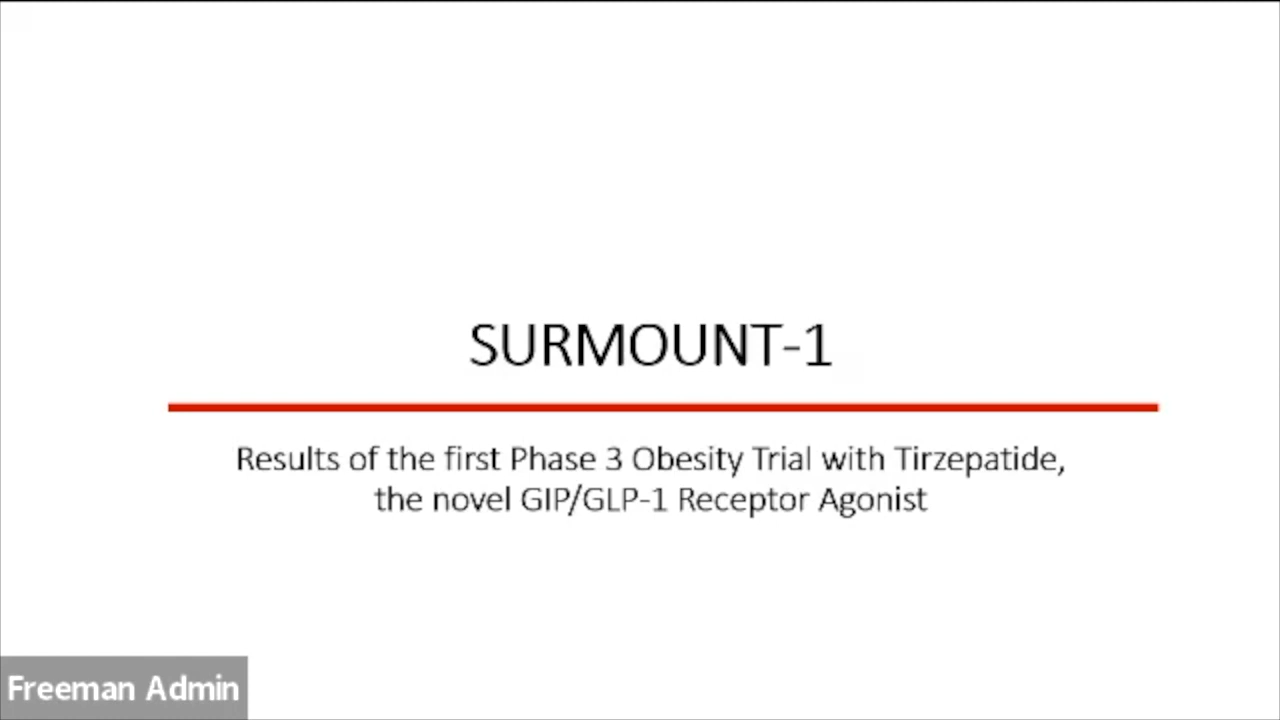 SURMOUNT-1
Results of the first Phase 3 Obesity Trial with Tirzepatide,
the novel GIP/GLP-1 Receptor Agonist
Freeman Admin